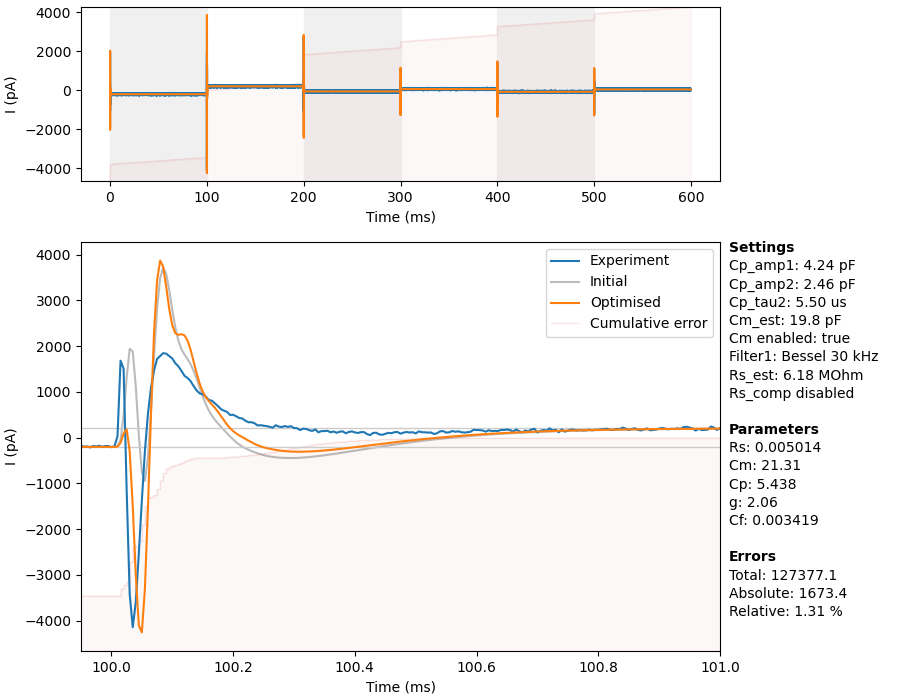 4000
2000
0
−2000
−4000
I (pA)
0 100 200 300 400 500 600
Time (ms)
4000
3000
2000
1000
0
−1000
−2000
−3000
−4000
I (pA)
Experiment
Initial
Optimised
Cumulative error
100.0 100.2 100.4 100.6 100.8 101.0
Time (ms)
Settings
Cp_amp1: 4.24 pF
Cp_amp2: 2.46 pF
Cp_tau2: 5.50 us
Cm_est: 19.8 pF
Cm enabled: true
Filter1: Bessel 30 kHz
Rs_est: 6.18 MOhm
Rs_comp disabled
Parameters
Rs: 0.005014
Cm: 21.31
Cp: 5.438
g: 2.06
Cf: 0.003419
Errors
Total: 127377.1
Absolute: 1673.4
Relative: 1.31 %